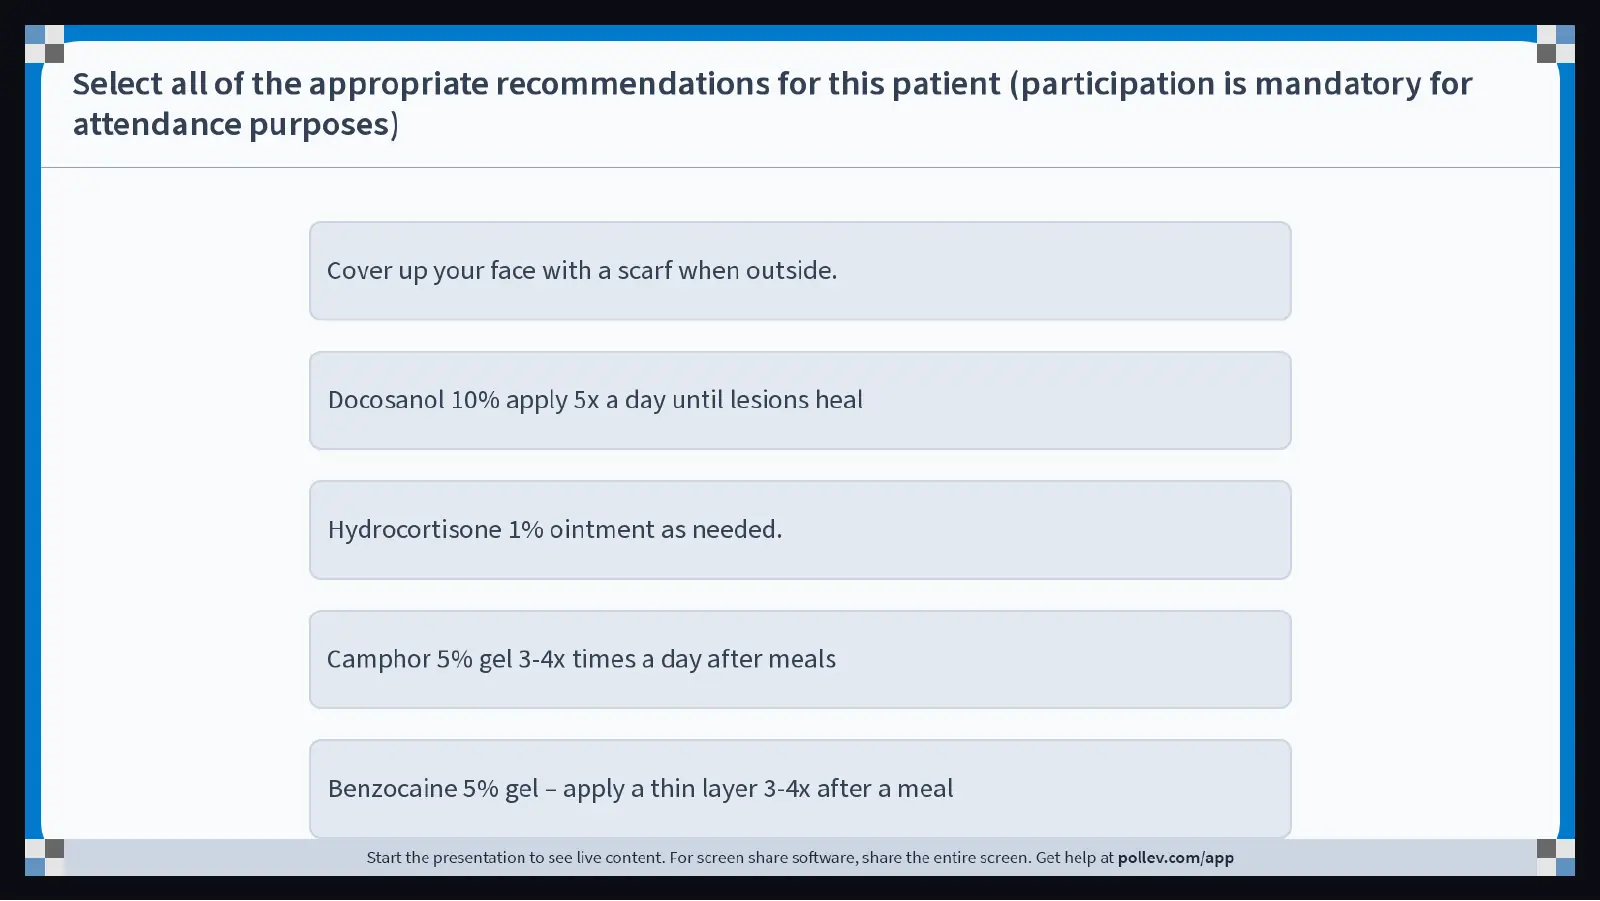 Select all of the appropriate recommendations for this patient (participation is mandatory for
attendance purposes)
Cover up your face with a scarf when outside.
Docosanol 10% apply 5x a day until lesions heal
Hydrocortisone 1% ointment as needed.
Camphor 5% gel 3-4x times a day after meals
Benzocaine 5% gel – apply a thin layer 3-4x after a meal
Start the presentation to see live content. For screen share software, share the entire screen. Get help at pollev.com/app